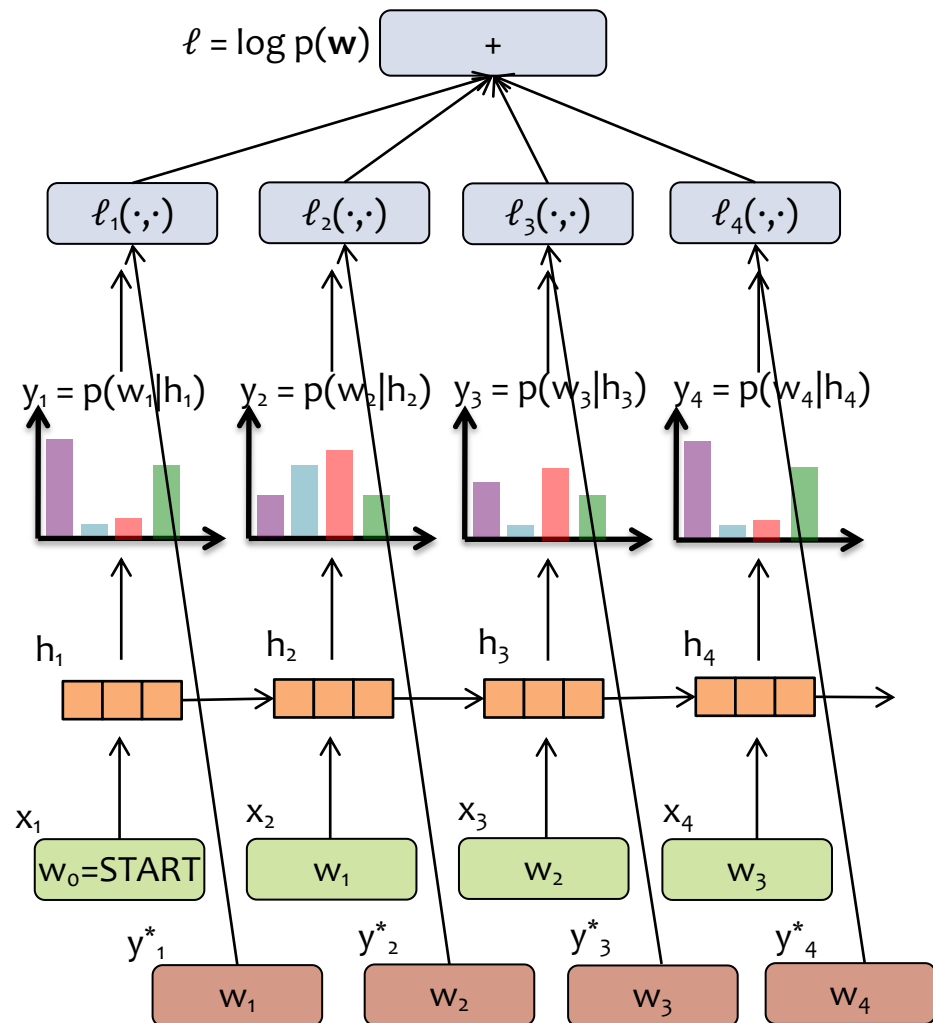 ℓ = log p(w)
+
ℓ₁(·,·) ℓ₂(·,·) ℓ₃(·,·) ℓ₄(·,·)
y₁ = p(w₁|h₁) y₂ = p(w₂|h₂) y₃ = p(w₃|h₃) y₄ = p(w₄|h₄)
h₁ h₂ h₃ h₄
x₁ x₂ x₃ x₄
w₀=START w₁ w₂ w₃
y*₁ y*₂ y*₃ y*₄
w₁ w₂ w₃ w₄